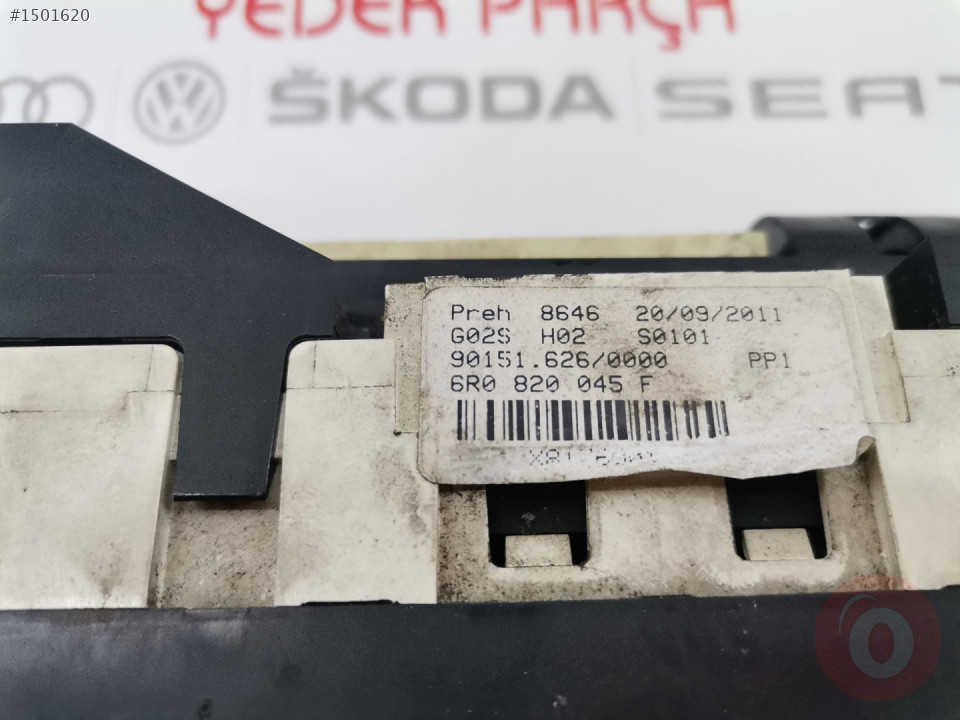 #1501620
YEDEK PARÇA
ŠKODA SEAT
Preh 8646 20/09/2011
G02S H02 S0101
90151.626/0000 PP1
6R0 820 045 F